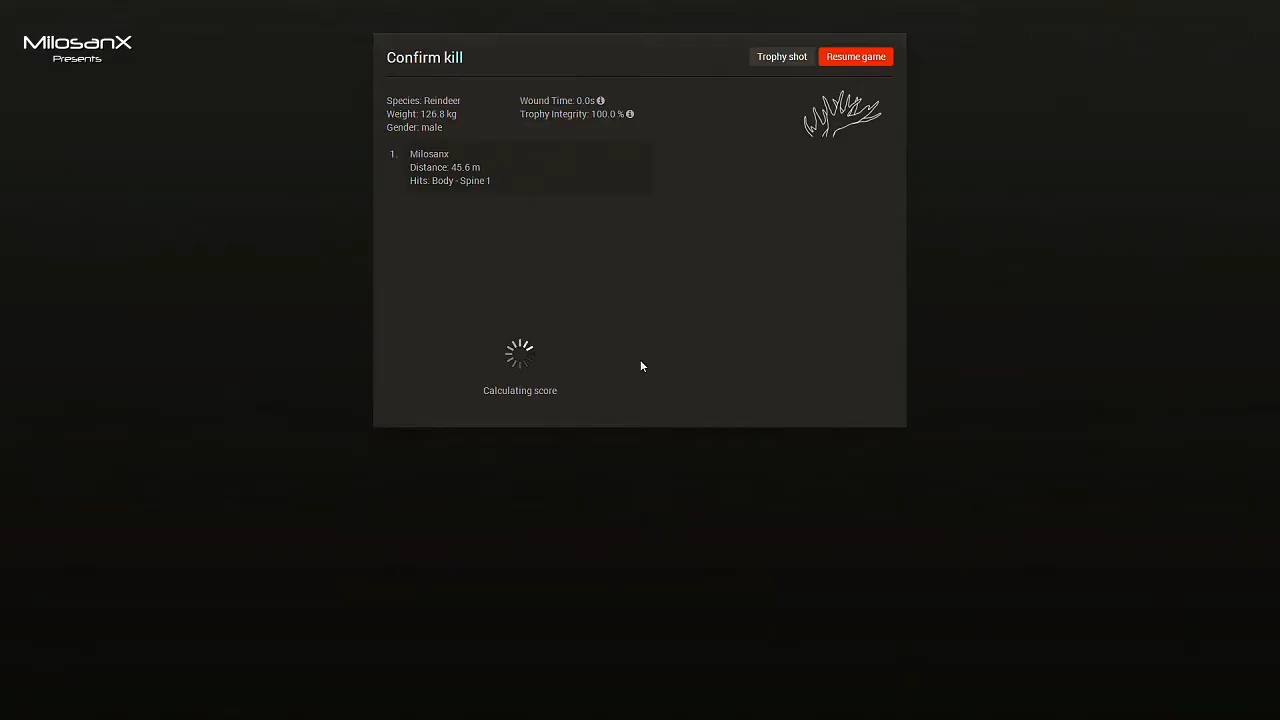 MilosanX
Presents
Confirm kill
Trophy shot
Resume game
Species: Reindeer
Weight: 126.8 kg
Gender: male
Wound Time: 0.0s
Trophy Integrity: 100.0 %
1. Milosanx
Distance: 45.6 m
Hits: Body - Spine 1
Calculating score